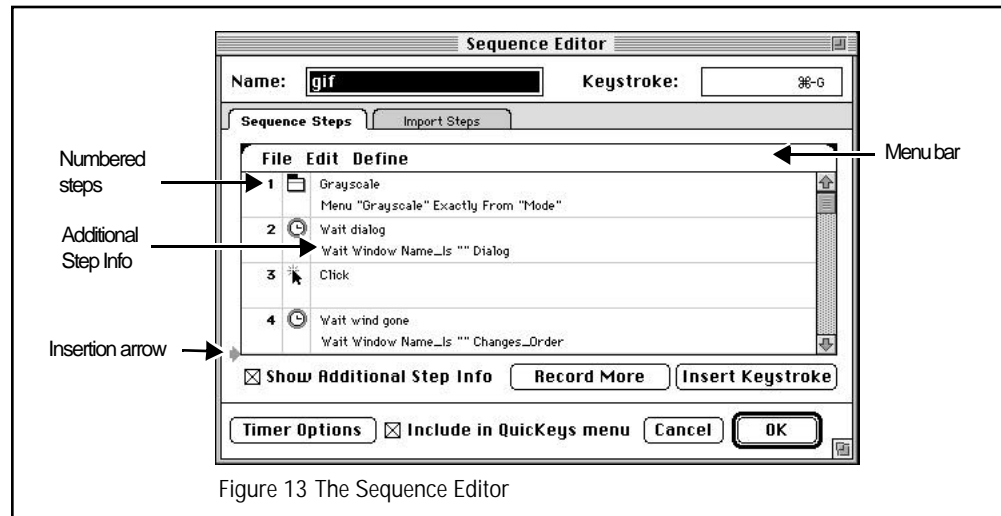 Sequence Editor
Name: gif Keystroke: ⌘-G
Sequence Steps Import Steps
File Edit Define
Menu bar
Numbered
steps
1 Grayscale
Menu "Grayscale" Exactly From "Mode"
Additional
Step Info
2 Wait dialog
Wait Window Name_Is "" Dialog
3 Click
4 Wait wind gone
Wait Window Name_Is "" Changes_Order
Insertion arrow
Show Additional Step Info Record More Insert Keystroke
Timer Options Include in QuicKeys menu Cancel OK
Figure 13 The Sequence Editor